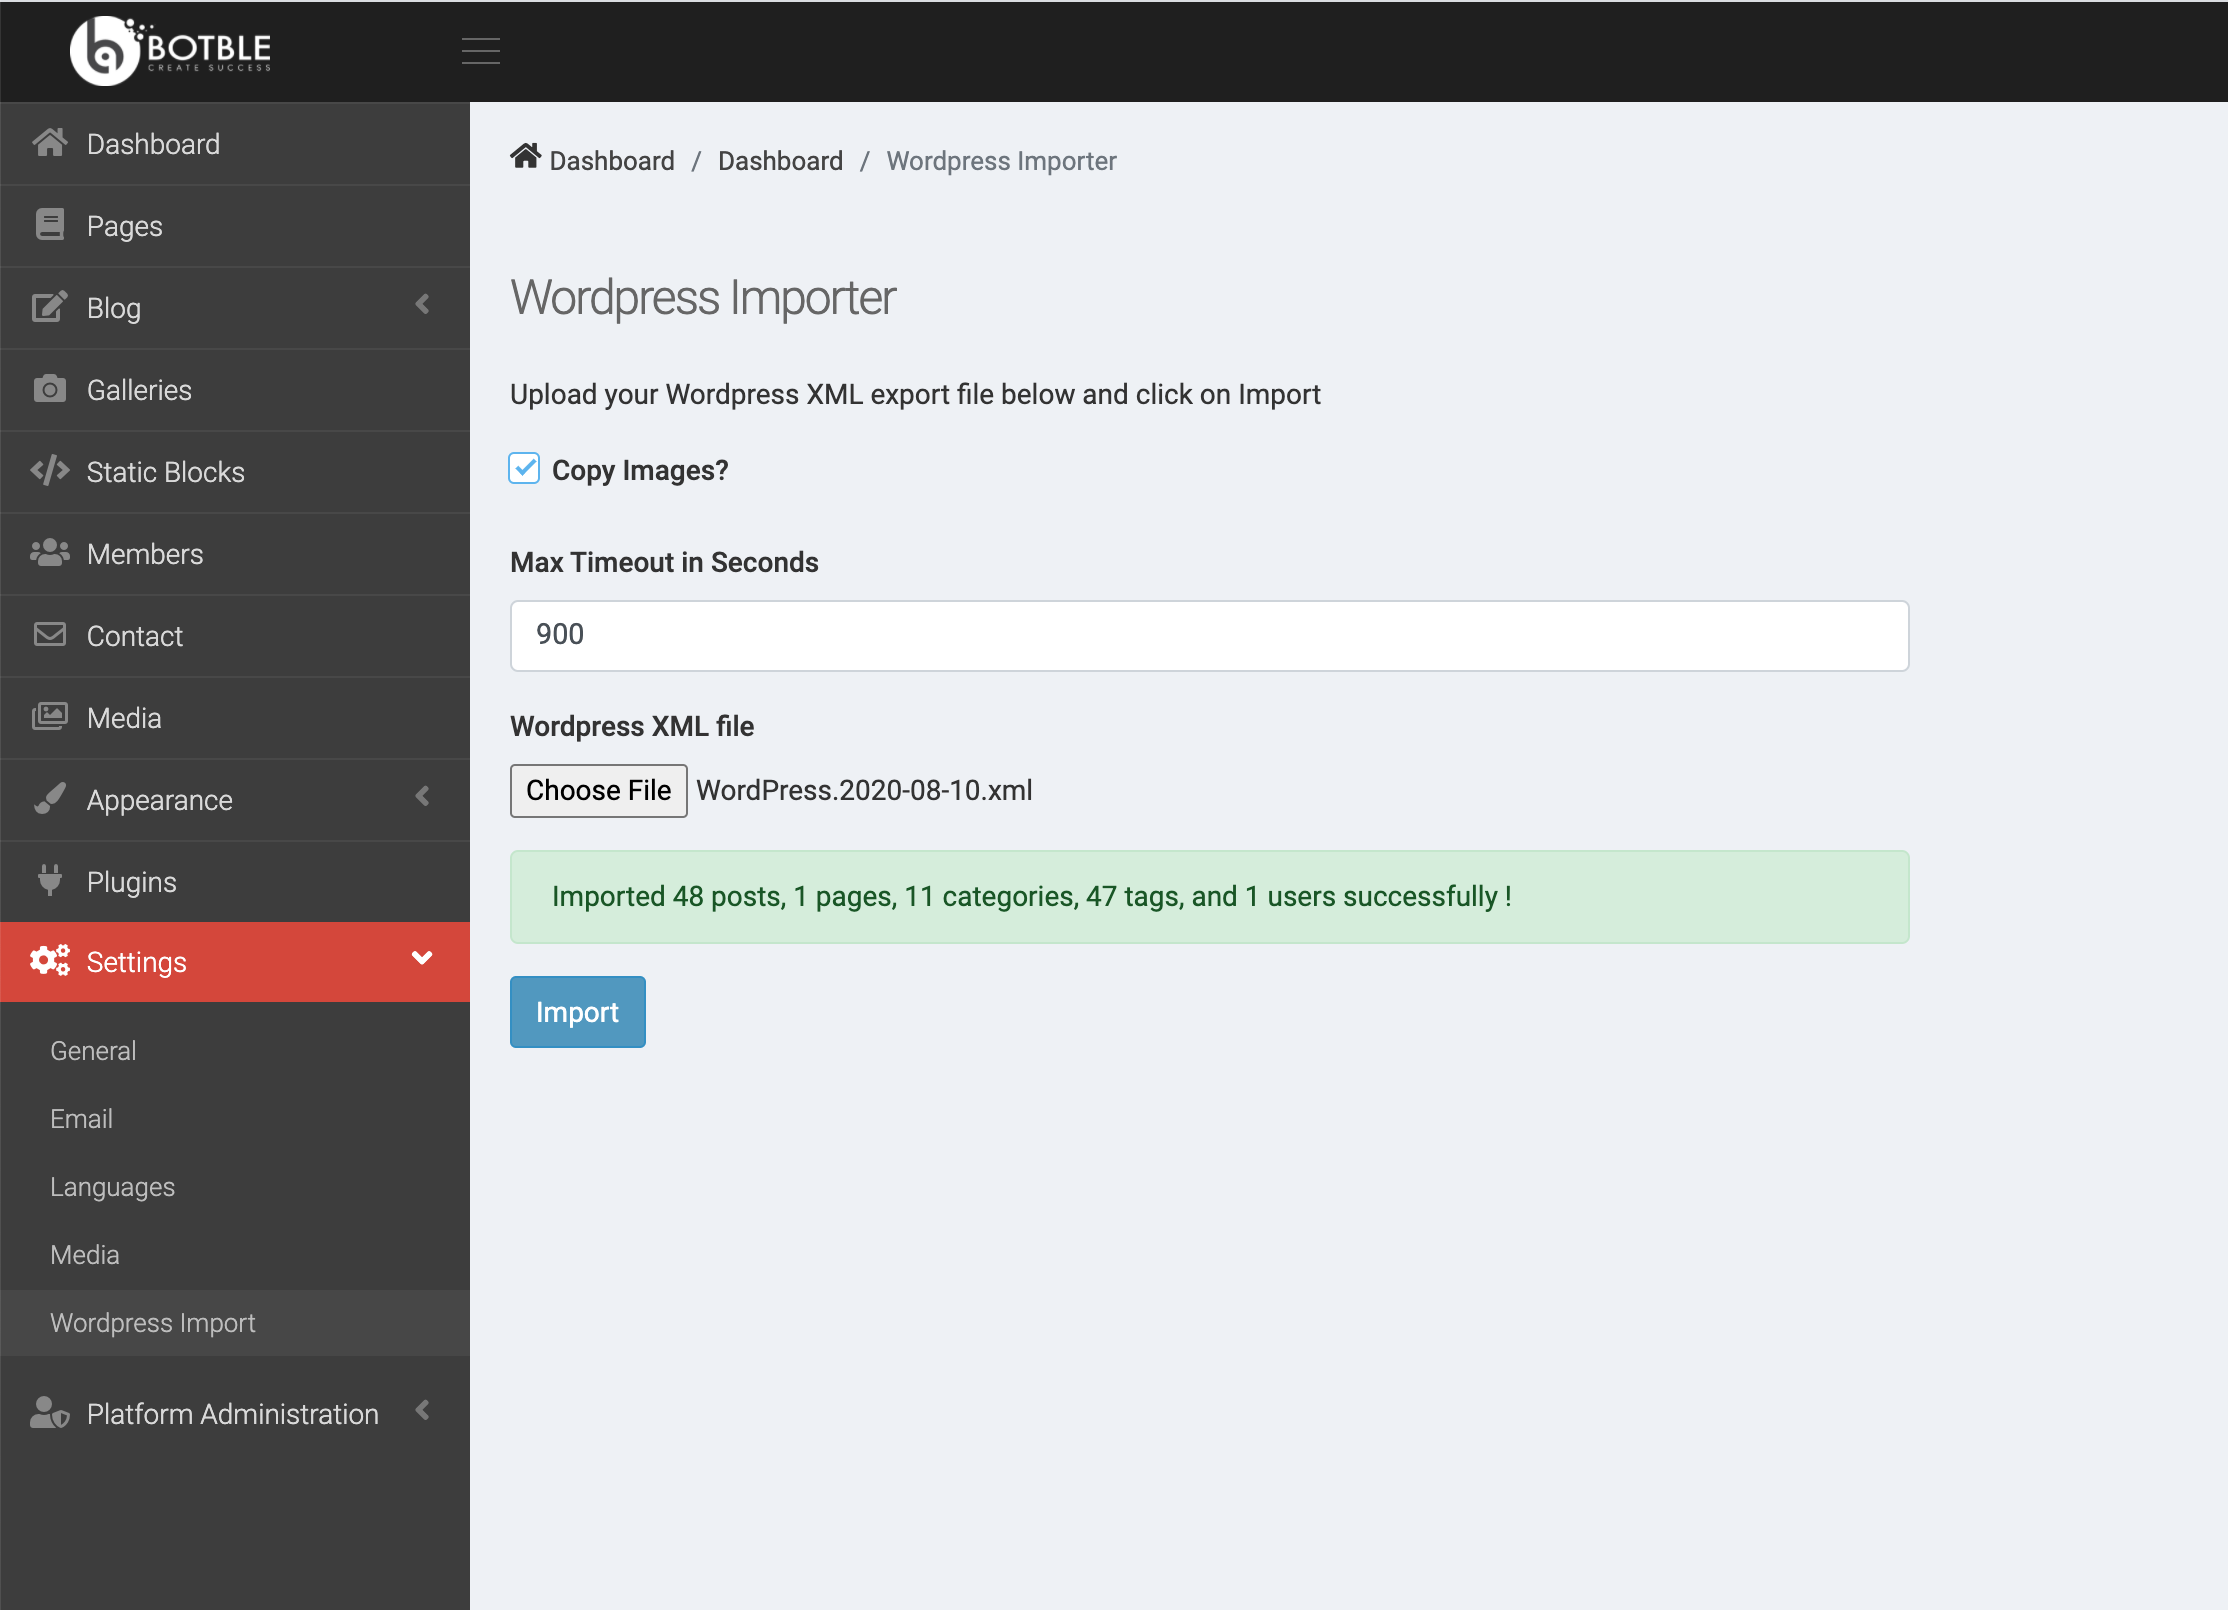 BOTBLE
CREATE SUCCESS
Dashboard
Pages
Blog
Galleries
Static Blocks
Members
Contact
Media
Appearance
Plugins
Settings
General
Email
Languages
Media
Wordpress Import
Platform Administration
Dashboard / Dashboard / Wordpress Importer
Wordpress Importer
Upload your Wordpress XML export file below and click on Import
Copy Images?
Max Timeout in Seconds
900
Wordpress XML file
Choose File WordPress.2020-08-10.xml
Imported 48 posts, 1 pages, 11 categories, 47 tags, and 1 users successfully !
Import